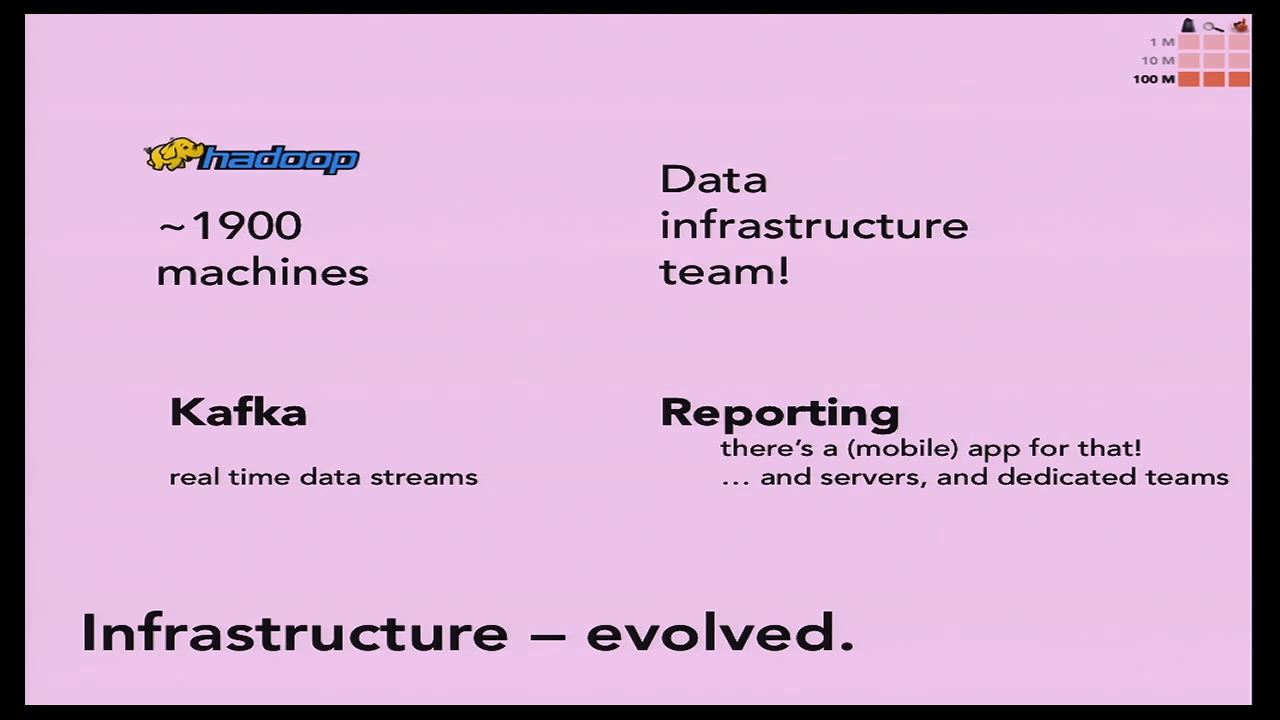 1 M
10 M
100 M
hadoop
~1900
machines
Data
infrastructure
team!
Kafka
real time data streams
Reporting
there's a (mobile) app for that!
... and servers, and dedicated teams
Infrastructure – evolved.